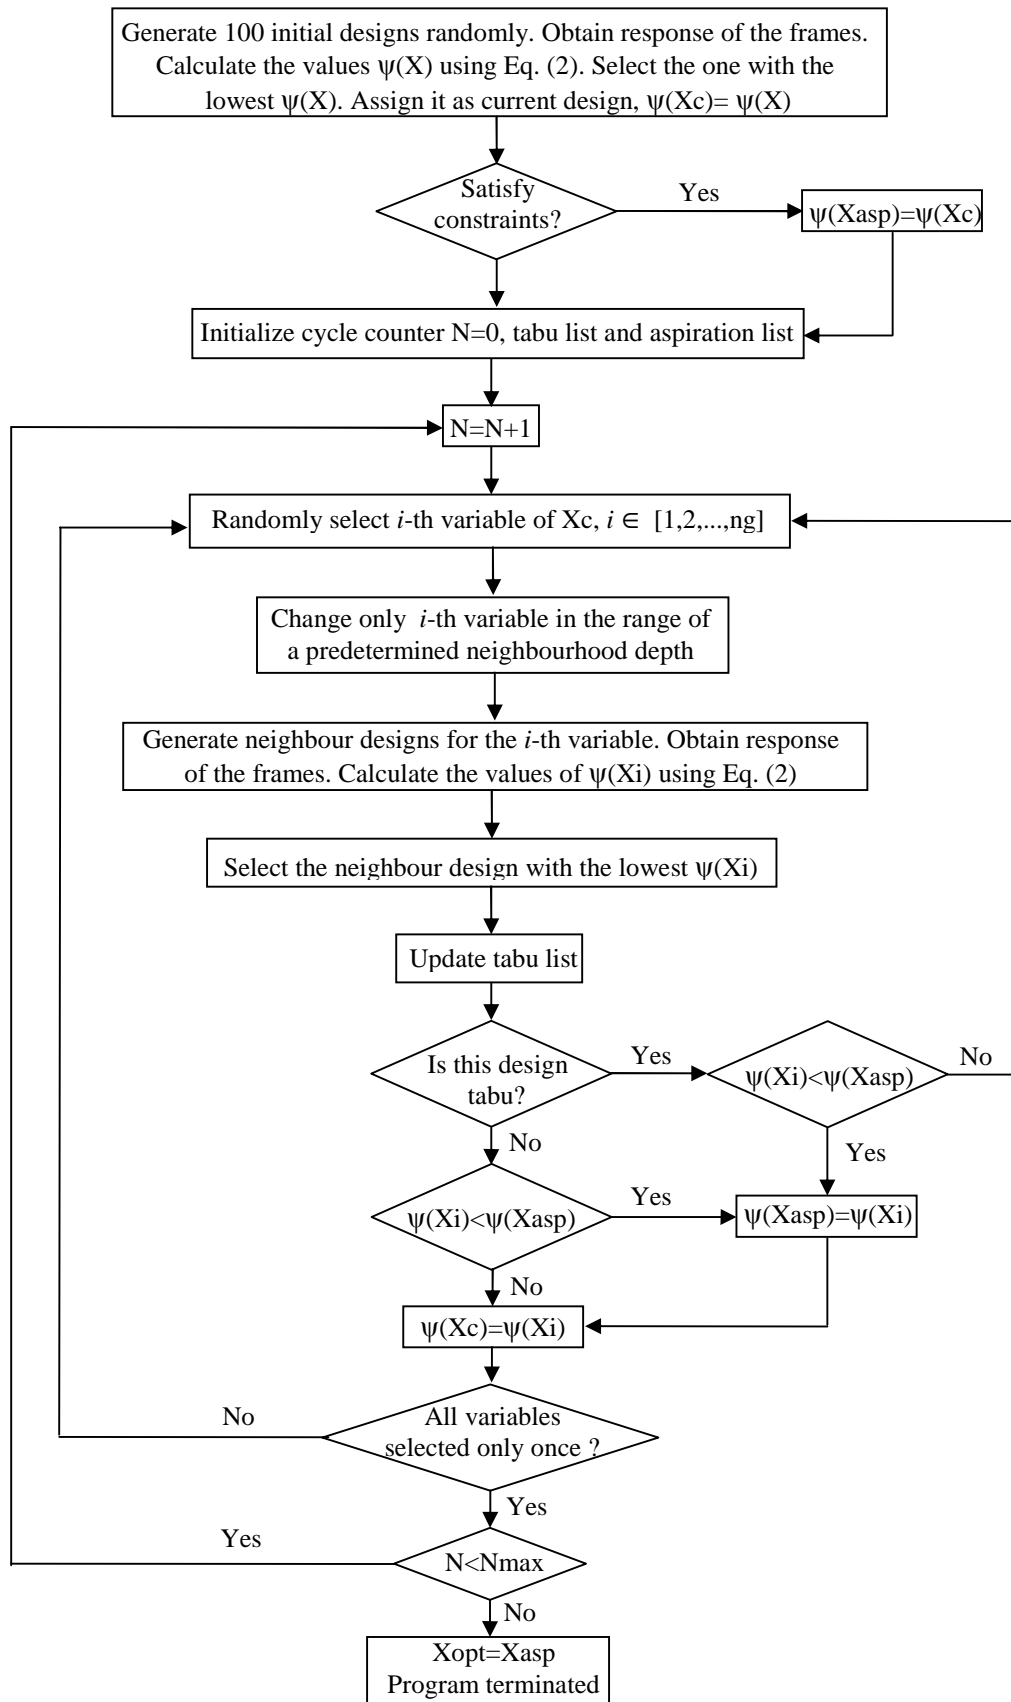 Generate 100 initial designs randomly. Obtain response of the frames.
Calculate the values ψ(X) using Eq. (2). Select the one with the
lowest ψ(X). Assign it as current design, ψ(Xc)= ψ(X)
Satisfy
constraints?
Yes
ψ(Xasp)=ψ(Xc)
Initialize cycle counter N=0, tabu list and aspiration list
N=N+1
Randomly select i-th variable of Xc, i ∈ [1,2,...,ng]
Change only i-th variable in the range of
a predetermined neighbourhood depth
Generate neighbour designs for the i-th variable. Obtain response
of the frames. Calculate the values of ψ(Xi) using Eq. (2)
Select the neighbour design with the lowest ψ(Xi)
Update tabu list
Is this design
tabu?
Yes
ψ(Xi)<ψ(Xasp)
No
No
Yes
ψ(Xi)<ψ(Xasp)
Yes
ψ(Xasp)=ψ(Xi)
No
ψ(Xc)=ψ(Xi)
No
All variables
selected only once ?
Yes
Yes
N<Nmax
No
Xopt=Xasp
Program terminated